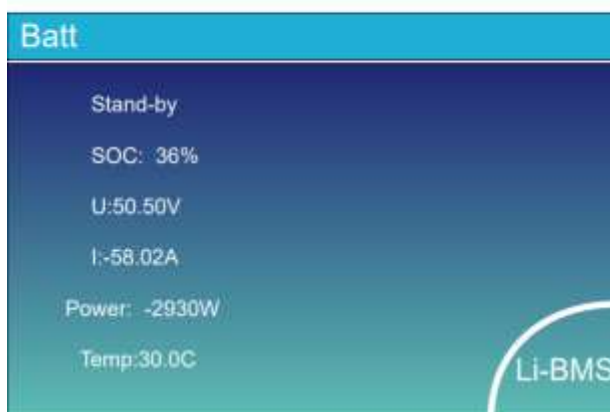 Batt
Stand-by
SOC: 36%
U:50.50V
I:-58.02A
Power: -2930W
Temp:30.0C
Li-BMS